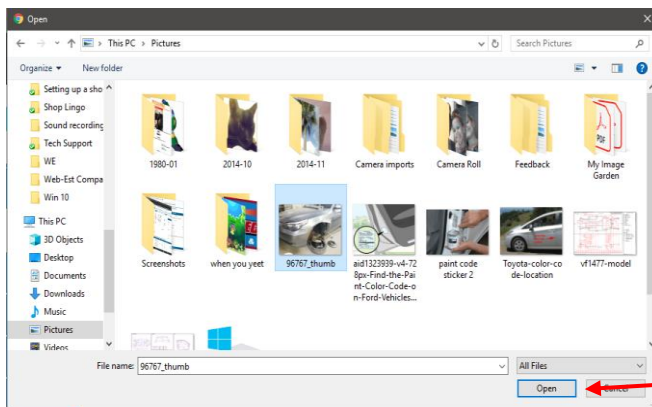 Open
This PC > Pictures
Search Pictures
Organize
New folder
Setting up a sho
Shop Lingo
Sound recording
Tech Support
WE
Web-Est Compa
Win 10
This PC
3D Objects
Desktop
Documents
Downloads
Music
Pictures
Videos
1980-01
2014-10
2014-11
Camera imports
Camera Roll
Feedback
My Image
Garden
PDF
Screenshots
when you yeet
96767_thumb
aid1323939-v4-72
8px-Find-the-Pai
nt-Color-Code-o
n-Ford-Vehicles...
paint code
sticker 2
Toyota-color-co
de-location
vf1477-model
File name:
96767_thumb
All Files
Open
Cancel